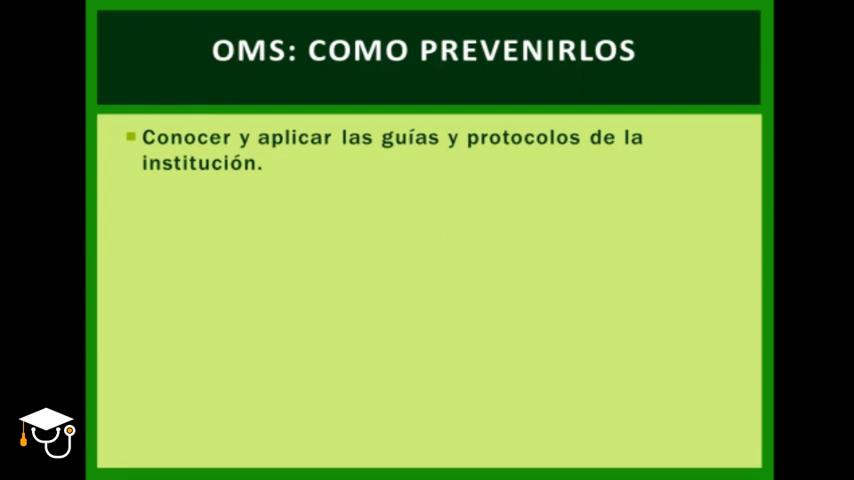 OMS: COMO PREVENIRLOS
Conocer y aplicar las guías y protocolos de la
institución.